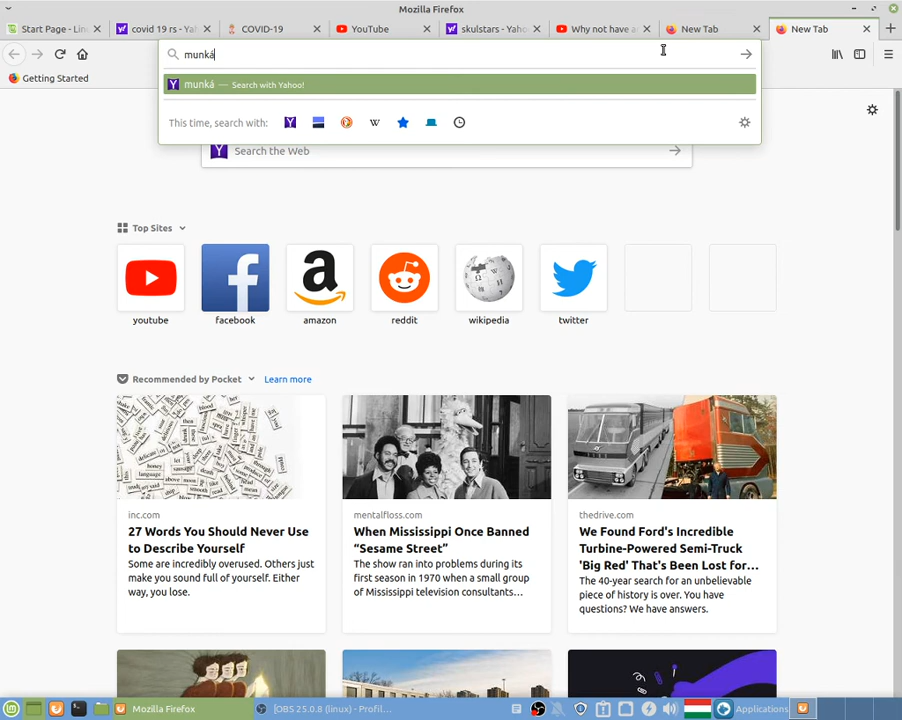 Mozilla Firefox
Start Page - Lin
covid 19 rs - Ya
COVID-19
YouTube
skulstars - Yaho
Why not have a
New Tab
New Tab
Getting Started
munká
munká — Search with Yahoo!
This time, search with:
Search the Web
Top Sites
youtube
facebook
amazon
reddit
wikipedia
twitter
Recommended by Pocket
Learn more
inc.com
27 Words You Should Never Use
to Describe Yourself
Some are incredibly overused. Others just
make you sound full of yourself. Either
way, you lose.
mentalfloss.com
When Mississippi Once Banned
“Sesame Street”
The show ran into problems during its
first season in 1970 when a small group
of Mississippi television consultants…
thedrive.com
We Found Ford's Incredible
Turbine-Powered Semi-Truck
'Big Red' That's Been Lost for…
The 40-year search for an unbelievable
piece of history is over. You have
questions? We have answers.
Mozilla Firefox
[OBS 25.0.8 (linux) - Profil…
Applications